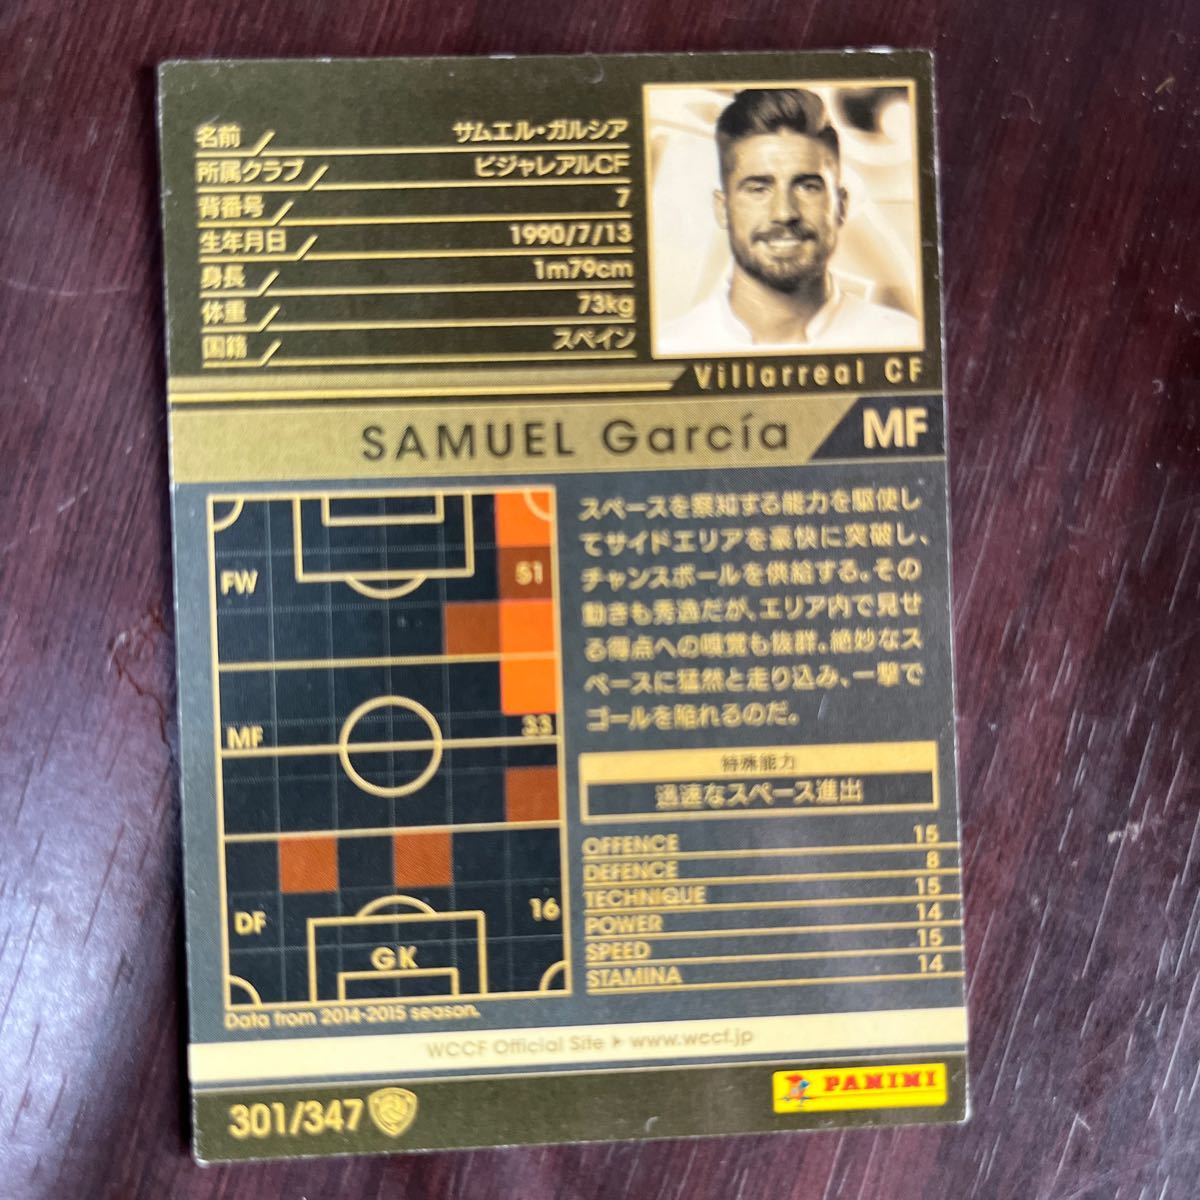 名前 サムエル・ガルシア
所属クラブ ビジャレアルCF
背番号 7
生年月日 1990/7/13
身長 1m79cm
体重 73kg
国籍 スペイン
Villarreal CF
SAMUEL García MF
FW 51
MF 33
DF 16
GK
Data from 2014-2015 season.
スペースを察知する能力を駆使し
てサイドエリアを豪快に突破し、
チャンスボールを供給する。その
動きも秀逸だが、エリア内で見せ
る得点への嗅覚も抜群。絶妙なス
ペースに猛然と走り込み、一撃で
ゴールを陥れるのだ。
特殊能力
迅速なスペース進出
OFFENCE 15
DEFENCE 8
TECHNIQUE 15
POWER 14
SPEED 15
STAMINA 14
WCCF Official Site ▶ www.wccf.jp
301/347
PANINI